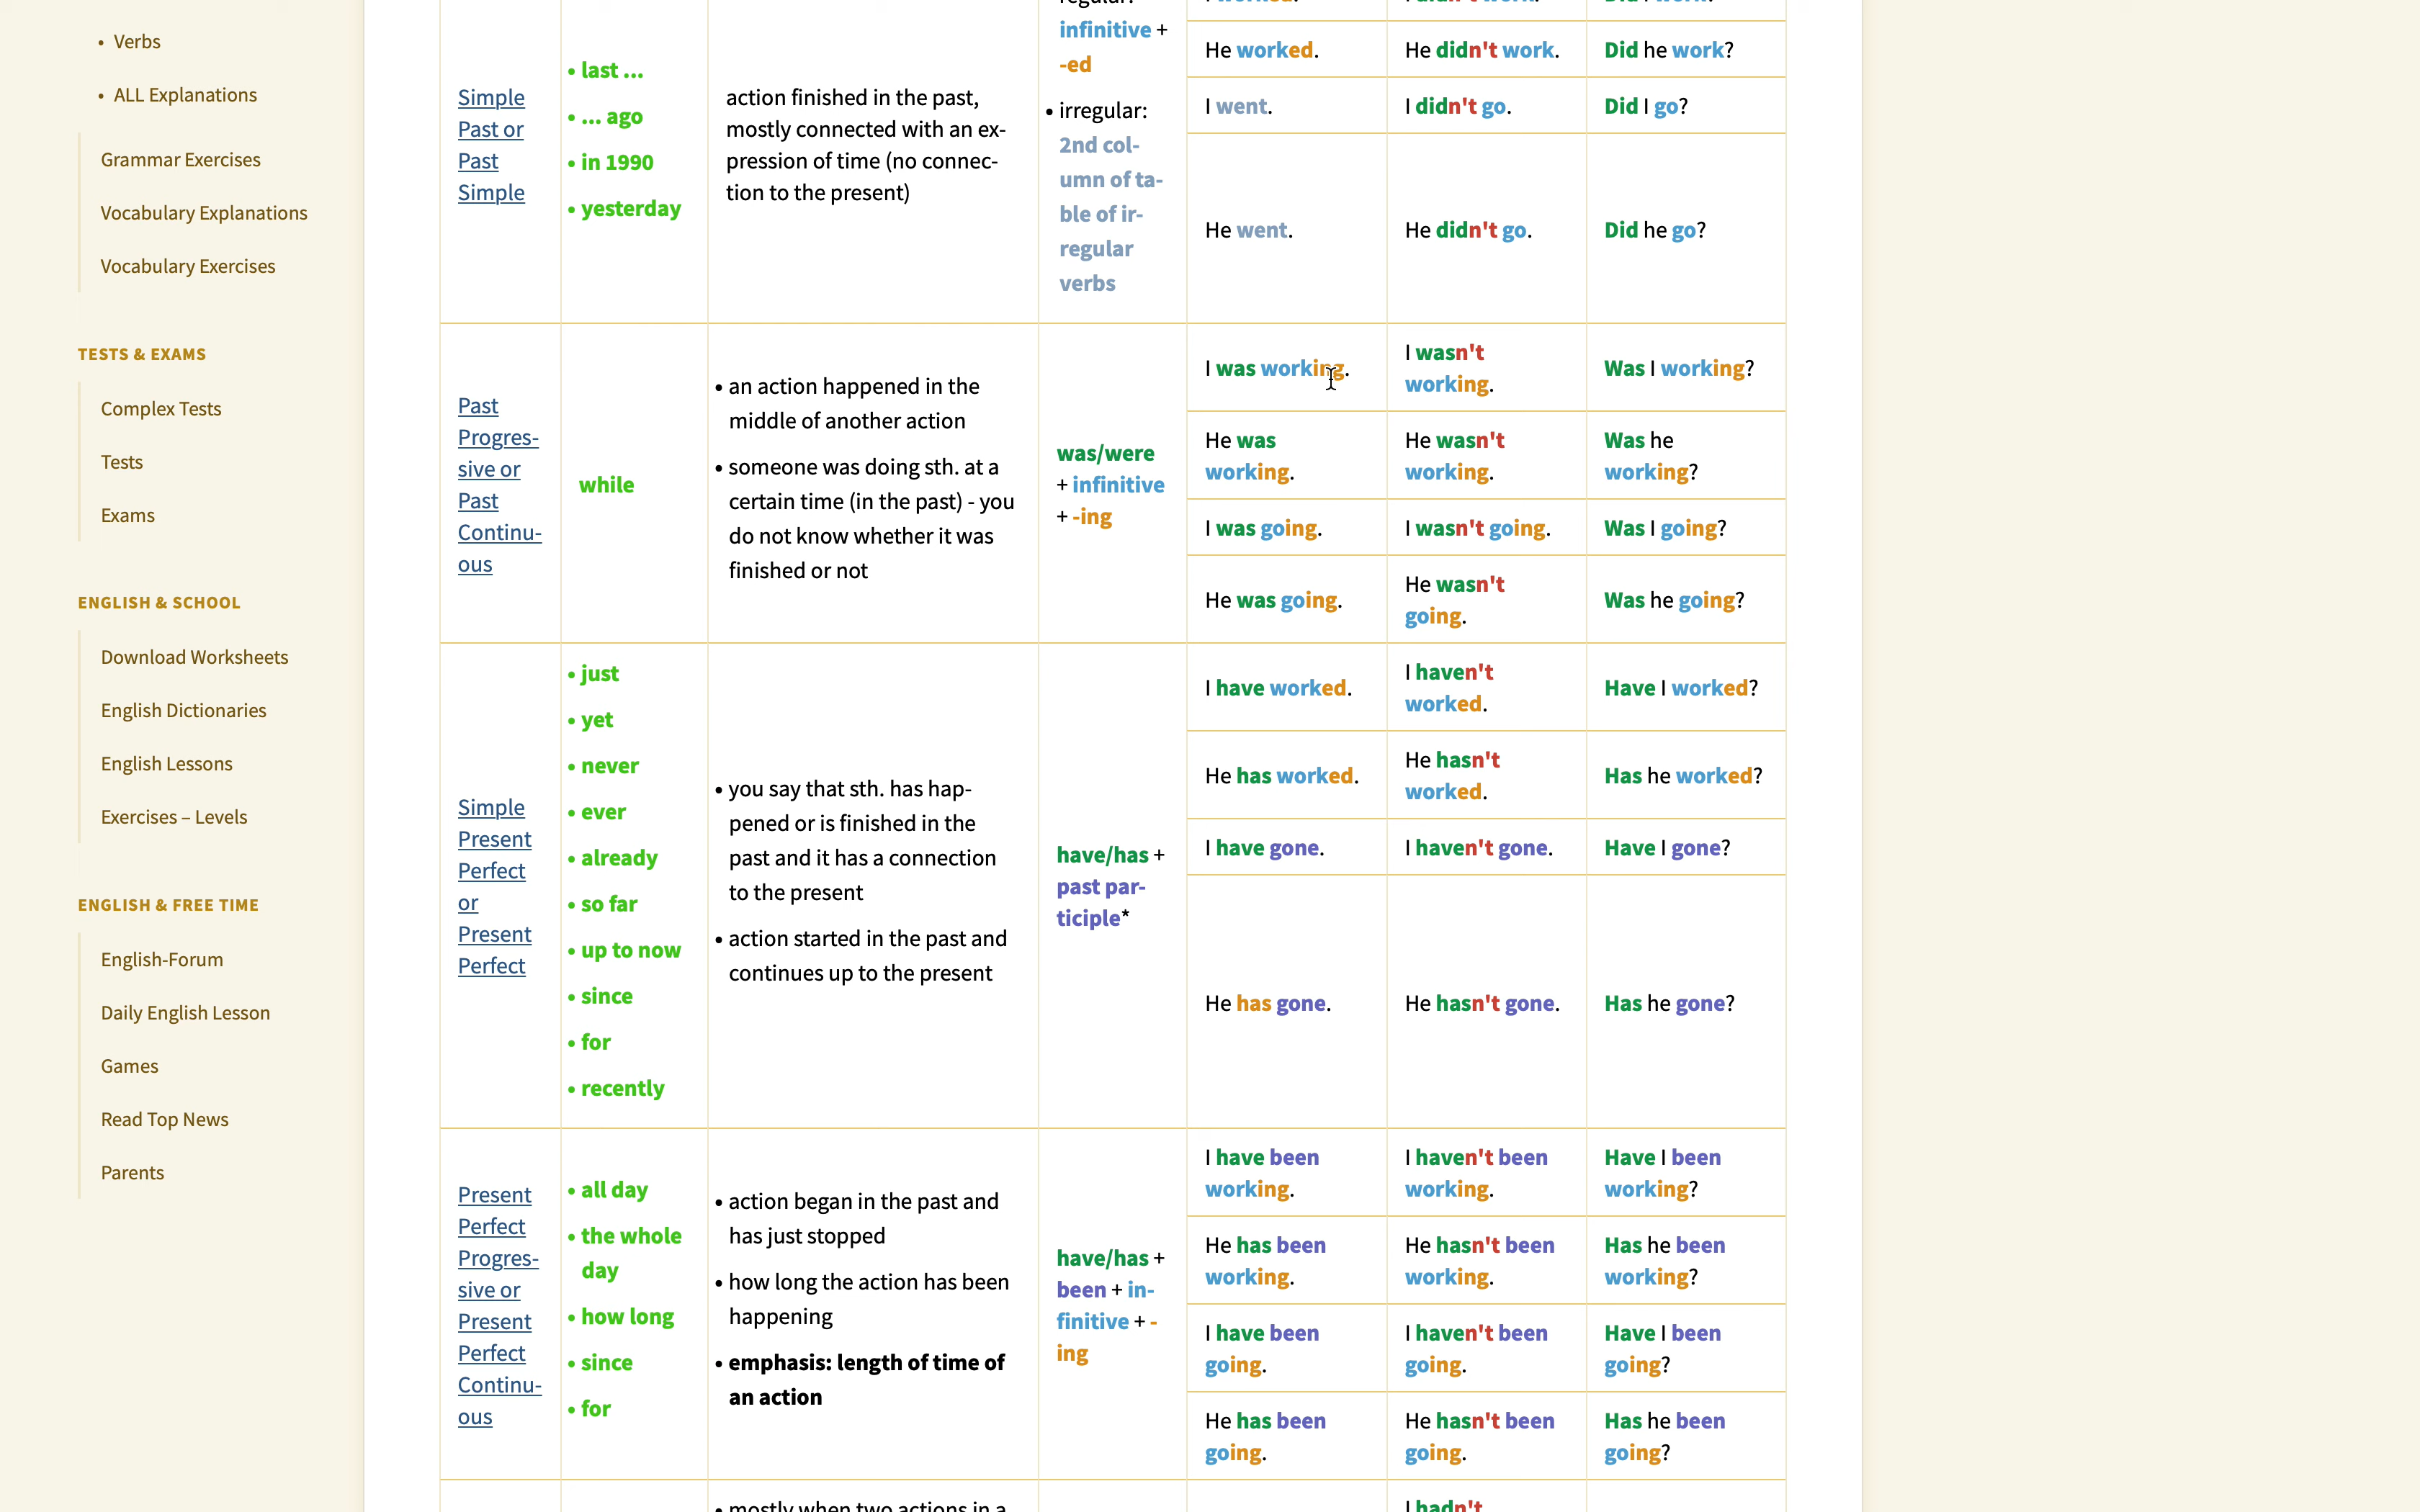 • Verbs
• ALL Explanations
Grammar Exercises
Vocabulary Explanations
Vocabulary Exercises
TESTS & EXAMS
Complex Tests
Tests
Exams
ENGLISH & SCHOOL
Download Worksheets
English Dictionaries
English Lessons
Exercises – Levels
ENGLISH & FREE TIME
English-Forum
Daily English Lesson
Games
Read Top News
Parents
Simple
Past or
Past
Simple
• last ...
• ... ago
• in 1990
• yesterday
action finished in the past,
mostly connected with an ex-
pression of time (no connec-
tion to the present)
infinitive +
-ed
• irregular:
2nd col-
umn of ta-
ble of ir-
regular
verbs
He worked.
He didn't work.
Did he work?
I went.
I didn't go.
Did I go?
He went.
He didn't go.
Did he go?
Past
Progres-
sive or
Past
Continu-
ous
while
• an action happened in the
middle of another action
• someone was doing sth. at a
certain time (in the past) - you
do not know whether it was
finished or not
was/were
+ infinitive
+ -ing
I was working.
I wasn't
working.
Was I working?
He was
working.
He wasn't
working.
Was he
working?
I was going.
I wasn't going.
Was I going?
He was going.
He wasn't
going.
Was he going?
Simple
Present
Perfect
or
Present
Perfect
• just
• yet
• never
• ever
• already
• so far
• up to now
• since
• for
• recently
• you say that sth. has hap-
pened or is finished in the
past and it has a connection
to the present
• action started in the past and
continues up to the present
have/has +
past par-
ticiple*
I have worked.
I haven't
worked.
Have I worked?
He has worked.
He hasn't
worked.
Has he worked?
I have gone.
I haven't gone.
Have I gone?
He has gone.
He hasn't gone.
Has he gone?
Present
Perfect
Progres-
sive or
Present
Perfect
Continu-
ous
• all day
• the whole
day
• how long
• since
• for
• action began in the past and
has just stopped
• how long the action has been
happening
• emphasis: length of time of
an action
have/has +
been + in-
finitive + -
ing
I have been
working.
I haven't been
working.
Have I been
working?
He has been
working.
He hasn't been
working.
Has he been
working?
I have been
going.
I haven't been
going.
Have I been
going?
He has been
going.
He hasn't been
going.
Has he been
going?
• mostly when two actions in a
I hadn't